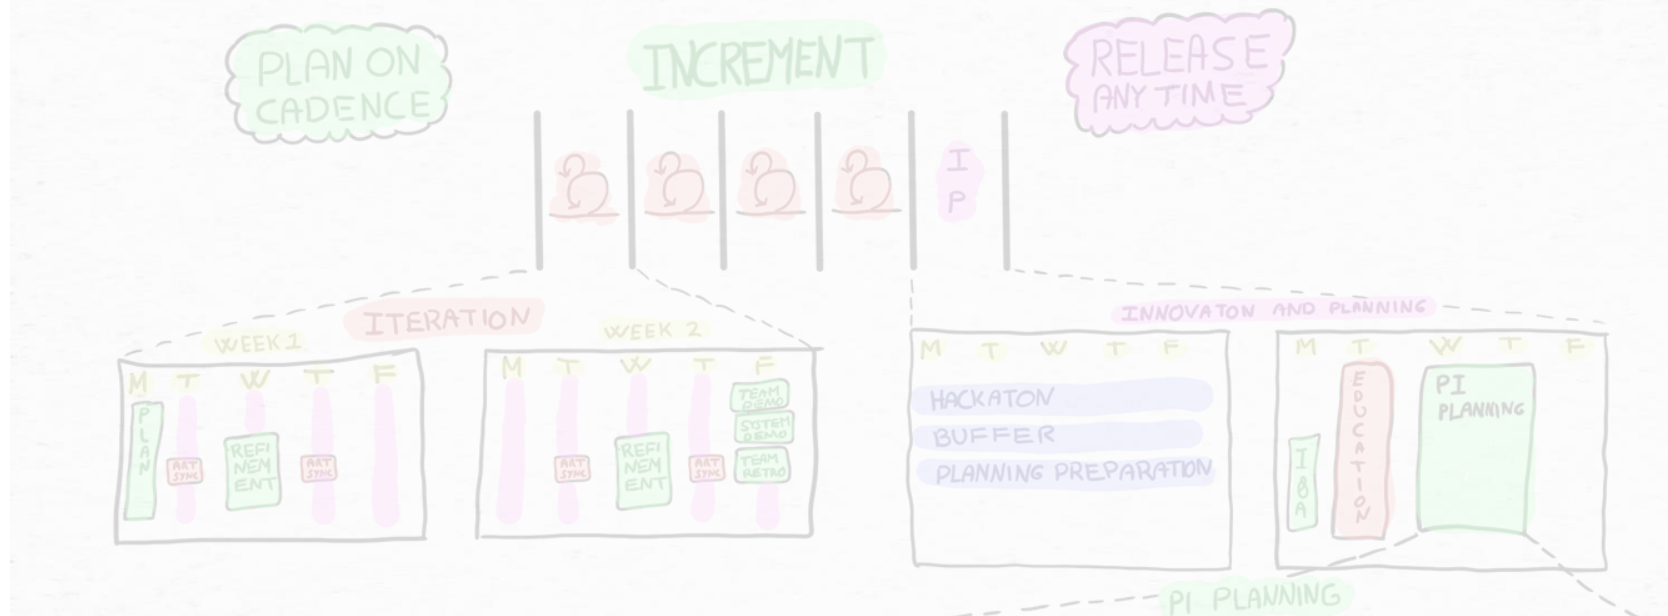 PLAN ON
CADENCE
INCREMENT
RELEASE
ANY TIME
I
P
ITERATION
WEEK 1
M T W T F
PLAN
ART
SYNC
REFI
NEM
ENT
ART
SYNC
WEEK 2
M T W T F
ART
SYNC
REFI
NEM
ENT
ART
SYNC
TEAM
DEMO
SYSTEM
DEMO
TEAM
RETRO
INNOVATON AND PLANNING
M T W T F
HACKATON
BUFFER
PLANNING PREPARATION
M T W T F
I&A
EDUCATION
PI
PLANNING
PI PLANNING